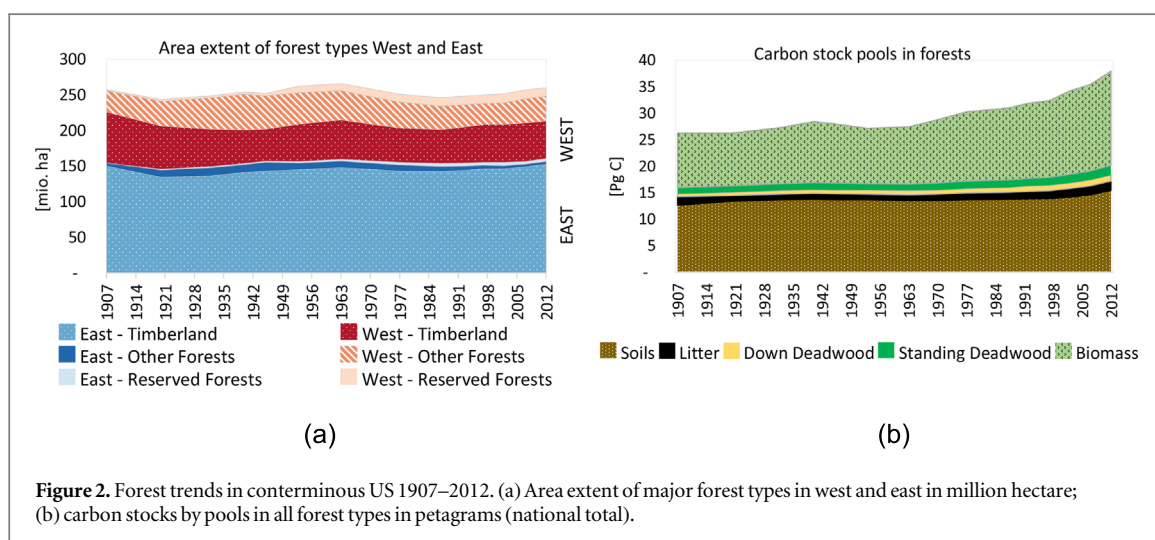 Area extent of forest types West and East
300
250
200
150
100
50
-
[mio. ha]
WEST
EAST
1907 1914 1921 1928 1935 1942 1949 1956 1963 1970 1977 1984 1991 1998 2005 2012
East - Timberland West - Timberland
East - Other Forests West - Other Forests
East - Reserved Forests West - Reserved Forests
(a)
Carbon stock pools in forests
40
35
30
25
20
15
10
5
-
[Pg C]
1907 1914 1921 1928 1935 1942 1949 1956 1963 1970 1977 1984 1991 1998 2005 2012
Soils Litter Down Deadwood Standing Deadwood Biomass
(b)
Figure 2. Forest trends in conterminous US 1907–2012. (a) Area extent of major forest types in west and east in million hectare;
(b) carbon stocks by pools in all forest types in petagrams (national total).